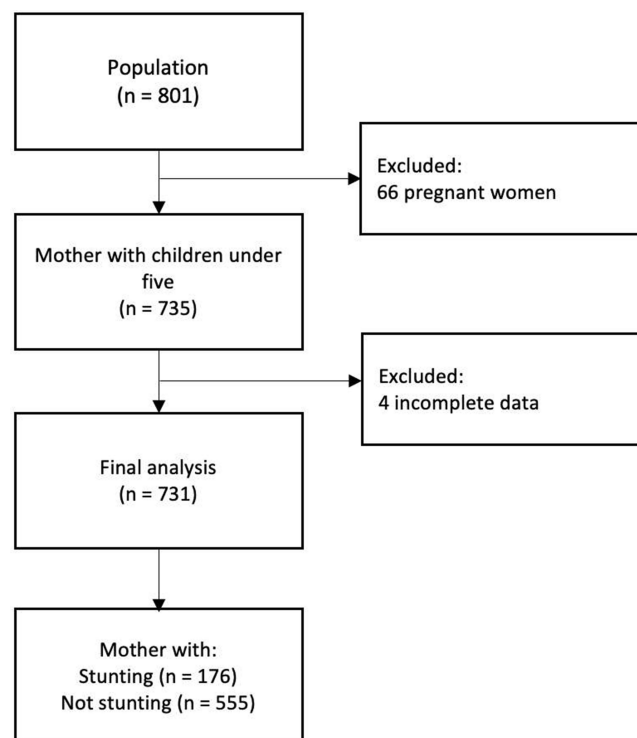 Population
(n = 801)
Excluded:
66 pregnant women
Mother with children under
five
(n = 735)
Excluded:
4 incomplete data
Final analysis
(n = 731)
Mother with:
Stunting (n = 176)
Not stunting (n = 555)